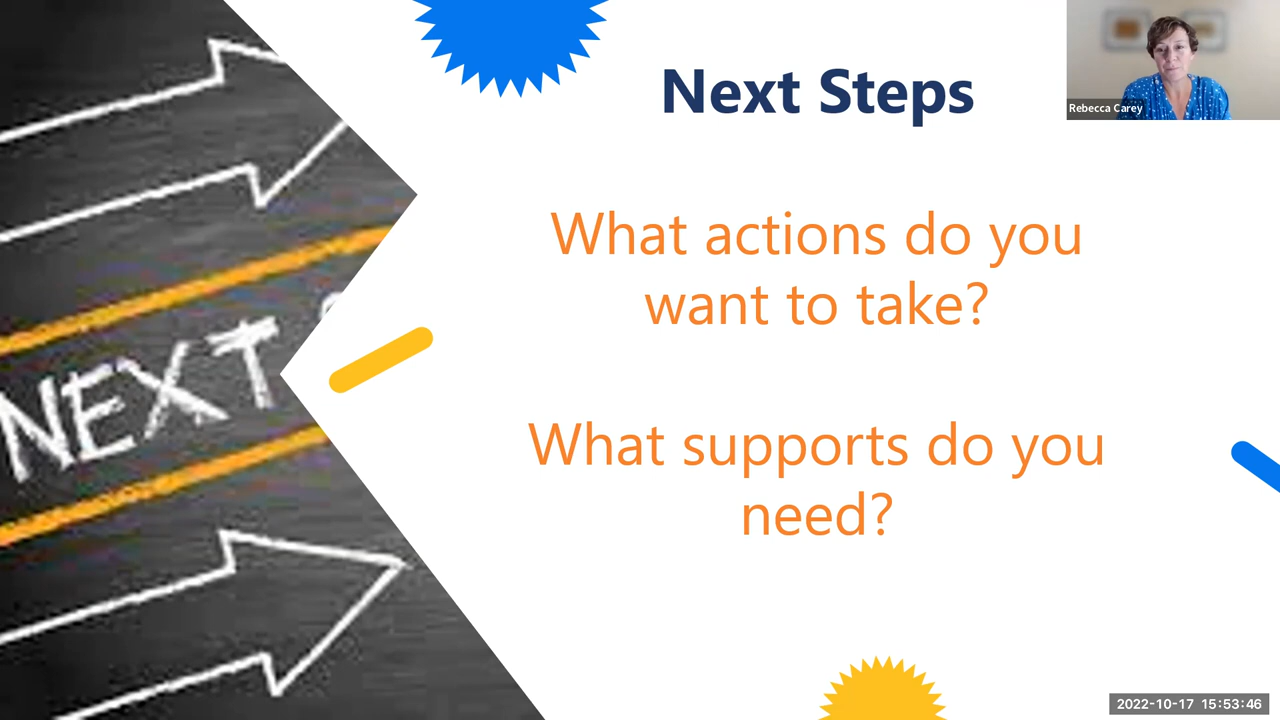 Next Steps
Rebecca Carey
What actions do you
want to take?
NEXT
What supports do you
need?
2022-10-17 15:53:46